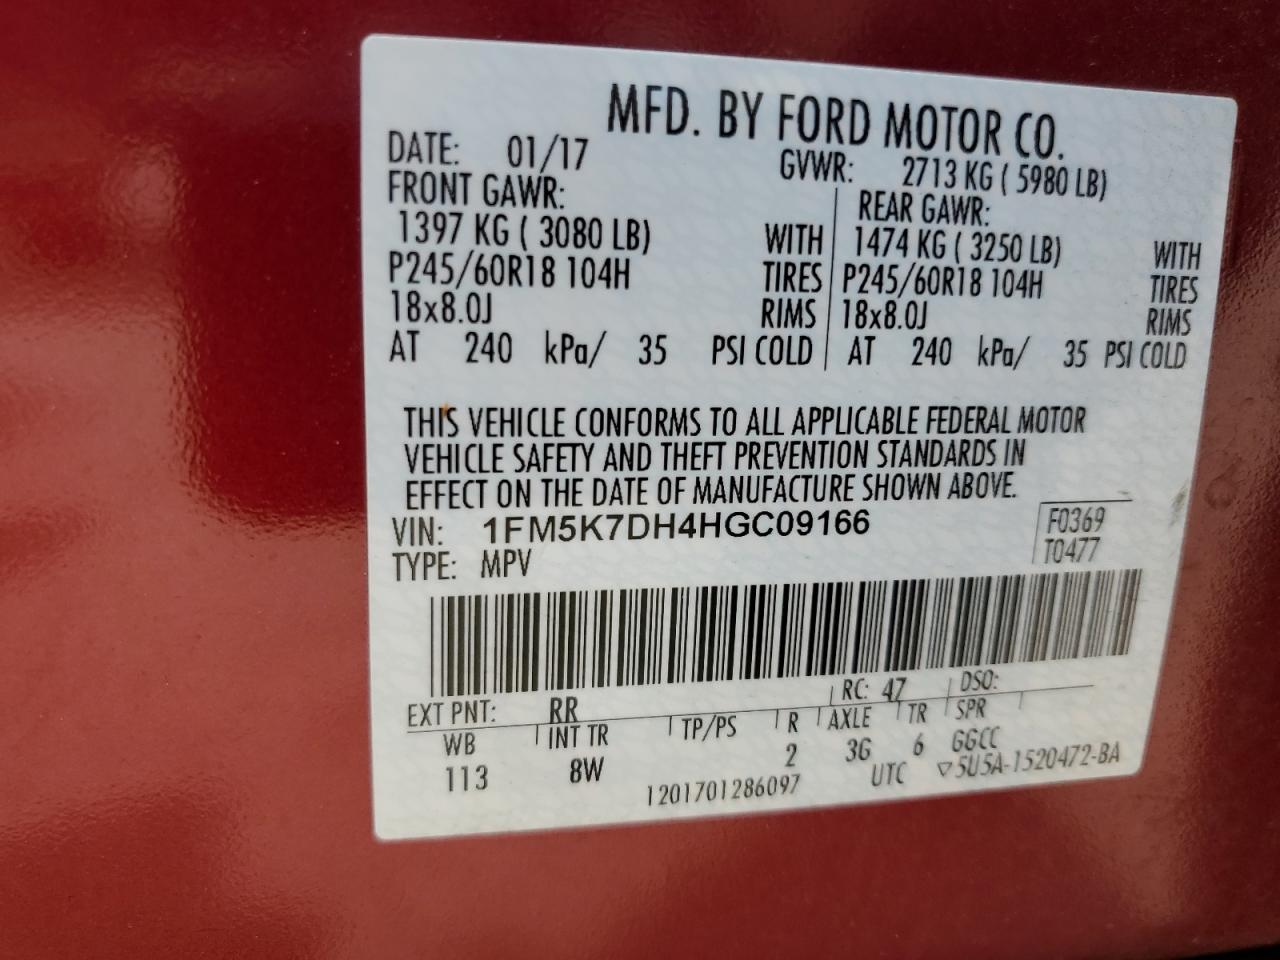 MFD. BY FORD MOTOR CO.
DATE: 01/17 GVWR: 2713 KG ( 5980 LB)
FRONT GAWR: REAR GAWR:
1397 KG ( 3080 LB) WITH 1474 KG ( 3250 LB) WITH
P245/60R18 104H TIRES P245/60R18 104H TIRES
18x8.0J RIMS 18x8.0J RIMS
AT 240 kPa/ 35 PSI COLD AT 240 kPa/ 35 PSI COLD
THIS VEHICLE CONFORMS TO ALL APPLICABLE FEDERAL MOTOR
VEHICLE SAFETY AND THEFT PREVENTION STANDARDS IN
EFFECT ON THE DATE OF MANUFACTURE SHOWN ABOVE.
VIN: 1FM5K7DH4HGC09166 F0369
TYPE: MPV T0477
EXT PNT: RR RC: 47 DSO:
WB INT TR TP/PS R AXLE TR SPR
113 8W 2 3G 6 GGCC
1201701286097 UTC ▽5U5A-1520472-BA